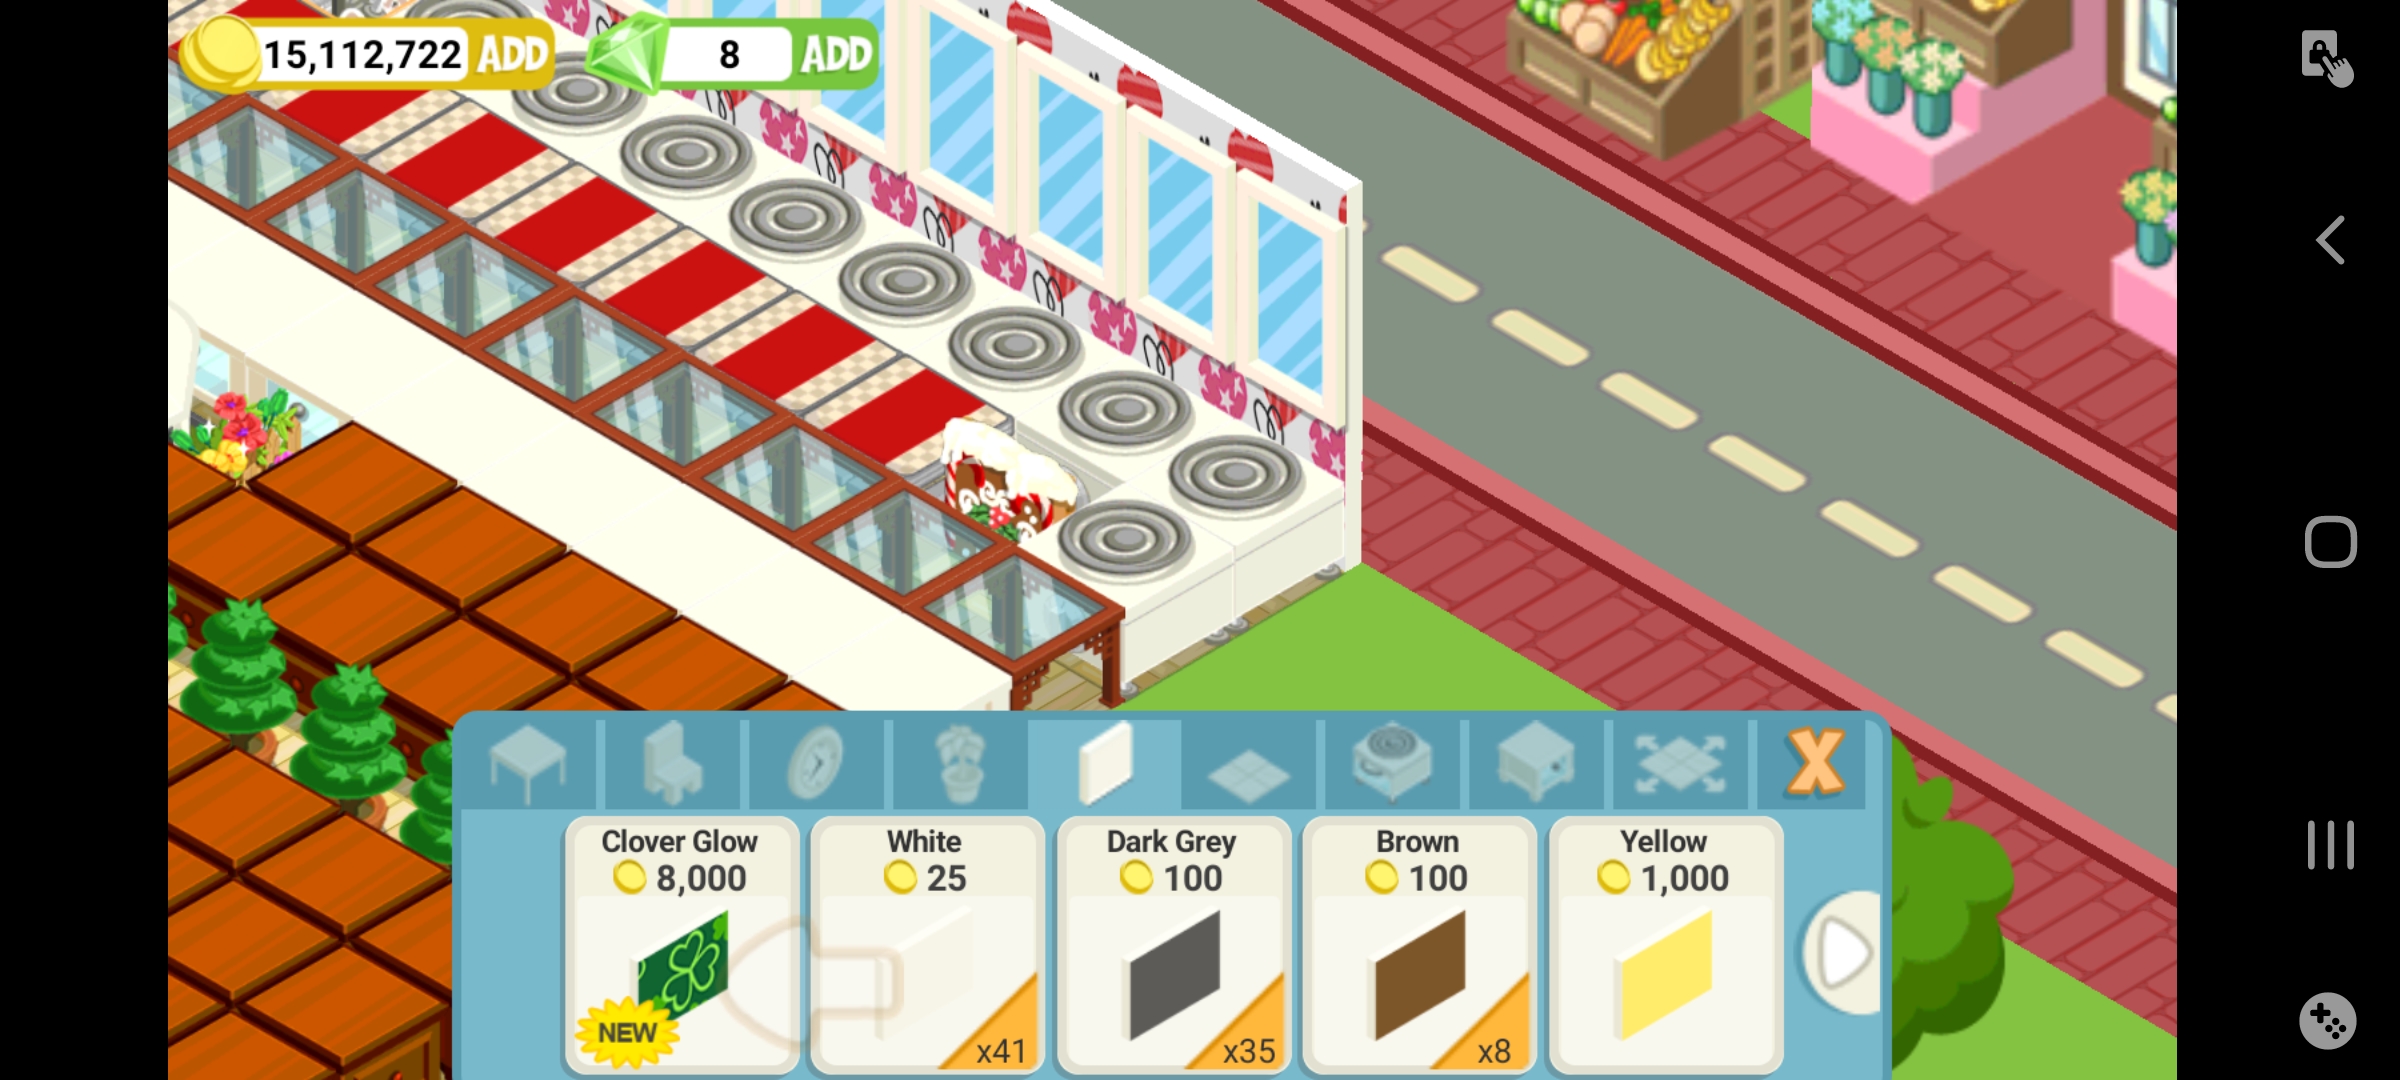 15,112,722 ADD
8 ADD
Clover Glow
8,000
NEW
White
25
x41
Dark Grey
100
x35
Brown
100
x8
Yellow
1,000
X